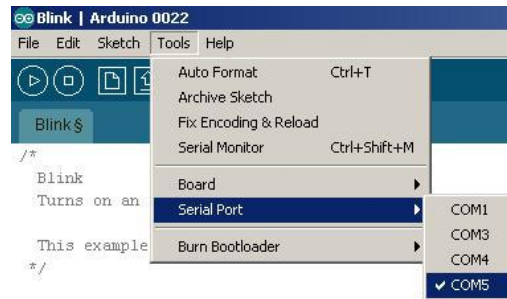 Blink | Arduino 0022
File Edit Sketch Tools Help
Auto Format Ctrl+T
Archive Sketch
Fix Encoding & Reload
Serial Monitor Ctrl+Shift+M
Board
Serial Port
Burn Bootloader
COM1
COM3
COM4
COM5
Blink §
/*
Blink
Turns on an
This example
*/